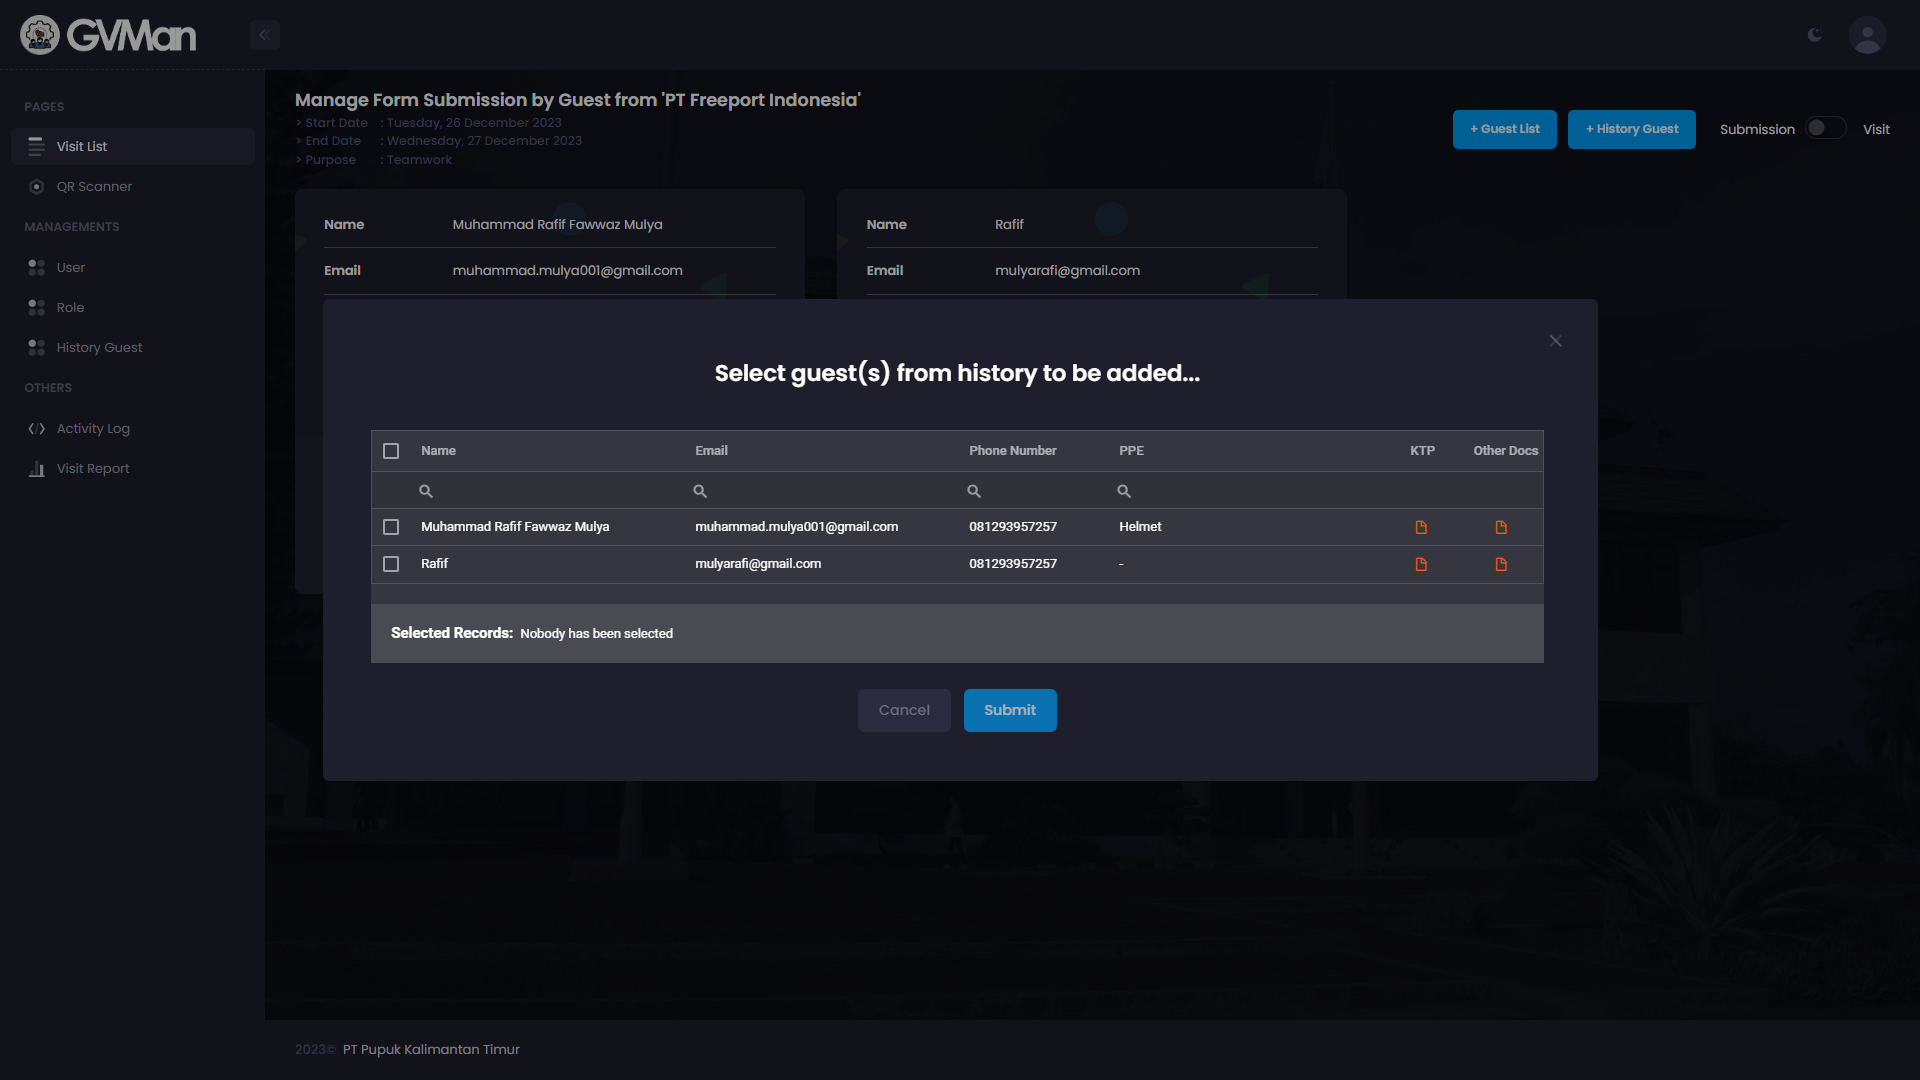 GVMan
PAGES
Visit List
QR Scanner
MANAGEMENTS
User
Role
History Guest
OTHERS
Activity Log
Visit Report
Manage Form Submission by Guest from 'PT Freeport Indonesia'
> Start Date : Tuesday, 26 December 2023
> End Date : Wednesday, 27 December 2023
> Purpose : Teamwork
+ Guest List
+ History Guest
Submission
Visit
Name Muhammad Rafif Fawwaz Mulya
Email muhammad.mulya001@gmail.com
Name Rafif
Email mulyarafi@gmail.com
Select guest(s) from history to be added...
Name Email Phone Number PPE KTP Other Docs
Muhammad Rafif Fawwaz Mulya muhammad.mulya001@gmail.com 081293957257 Helmet
Rafif mulyarafi@gmail.com 081293957257 -
Selected Records: Nobody has been selected
Cancel
Submit
2023© PT Pupuk Kalimantan Timur